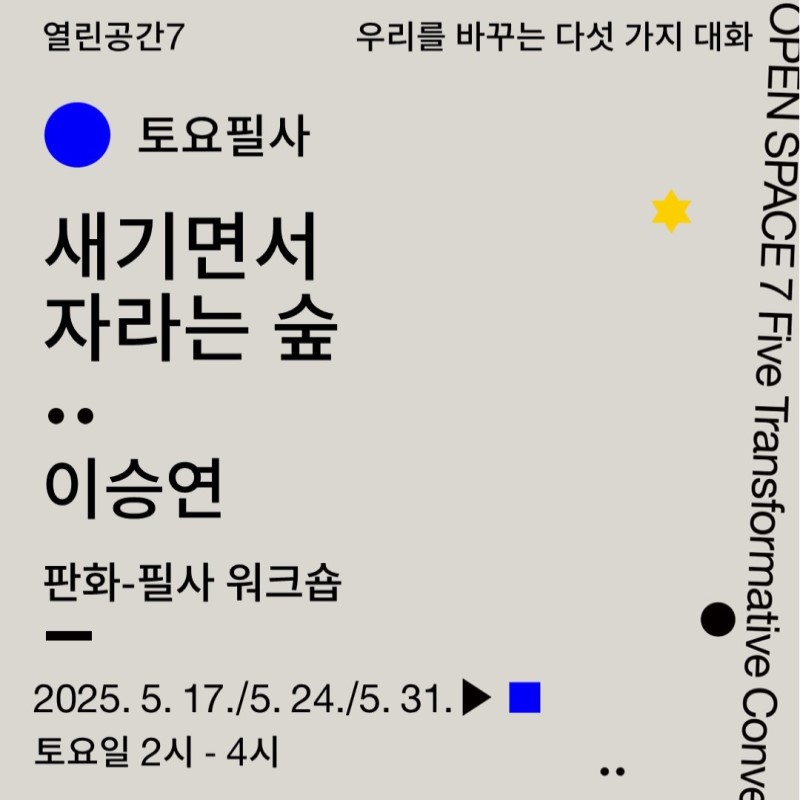 열린공간7
우리를 바꾸는 다섯 가지 대화
토요필사
새기면서
자라는 숲
이승연
판화-필사 워크숍
2025. 5. 17./5. 24./5. 31.
토요일 2시 - 4시
OPEN SPACE 7 Five Transformative Conve